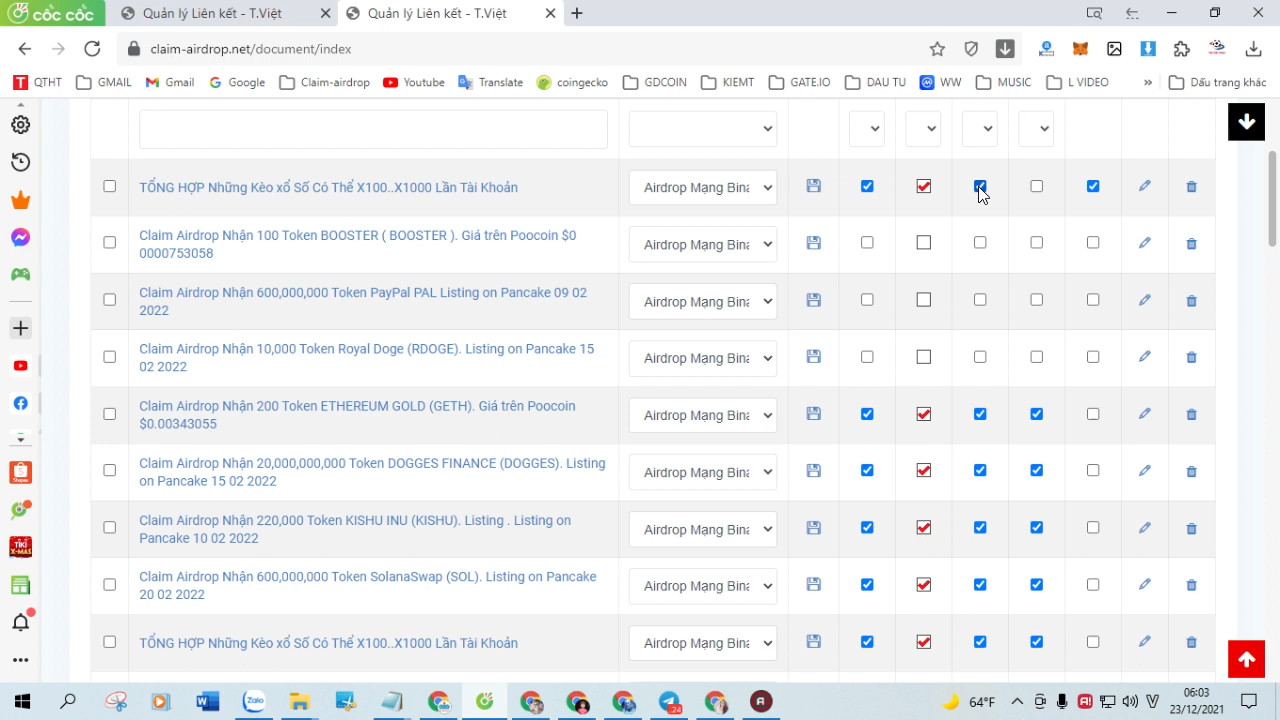 CỐC CỐC
Quản lý kiết - T.Việt
Quản lý kiết - T.Việt
claim-airdrop.net/document/index
QTHT
GMAIL
Gmail
Google
Claim-airdrop
Youtube
Translate
coingecko
GDCOIN
KIEMT
GATE.IO
DAU TU
WW
MUSIC
L VIDEO
»
Dấu trang khác
TỔNG HỢP Những Kèo xổ Số Có Thể X100..X1000 Lần Tài Khoản
Airdrop Mạng Bina
Claim Airdrop Nhận 100 Token BOOSTER ( BOOSTER ). Giá trên Poocoin $0
0000753058
Airdrop Mạng Bina
Claim Airdrop Nhận 600,000,000 Token PayPal PAL Listing on Pancake 09 02
2022
Airdrop Mạng Bina
Claim Airdrop Nhận 10,000 Token Royal Doge (RDOGE). Listing on Pancake 15
02 2022
Airdrop Mạng Bina
Claim Airdrop Nhận 200 Token ETHEREUM GOLD (GETH). Giá trên Poocoin
$0.00343055
Airdrop Mạng Bina
Claim Airdrop Nhận 20,000,000,000 Token DOGGES FINANCE (DOGGES). Listing
on Pancake 15 02 2022
Airdrop Mạng Bina
Claim Airdrop Nhận 220,000 Token KISHU INU (KISHU). Listing . Listing on
Pancake 10 02 2022
Airdrop Mạng Bina
Claim Airdrop Nhận 600,000,000 Token SolanaSwap (SOL). Listing on Pancake
20 02 2022
Airdrop Mạng Bina
TỔNG HỢP Những Kèo xổ Số Có Thể X100..X1000 Lần Tài Khoản
Airdrop Mạng Bina
Shopee
TIKI
X-MAS
Zalo
24
64°F
06:03
23/12/2021